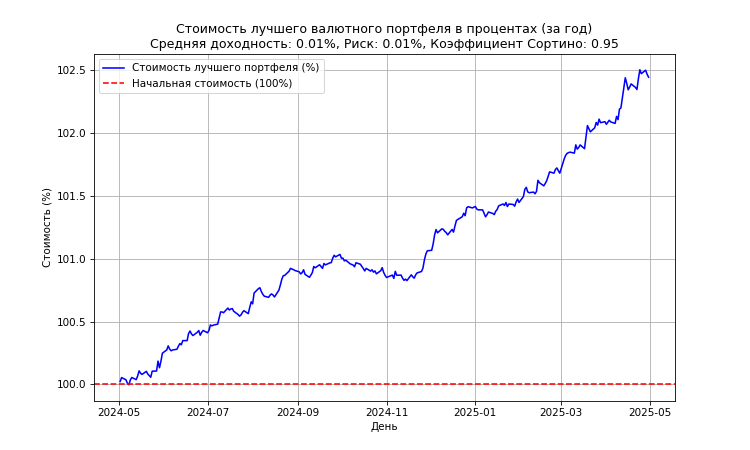 Стоимость лучшего валютного портфеля в процентах (за год)
Средняя доходность: 0.01%, Риск: 0.01%, Коэффициент Сортино: 0.95
Стоимость лучшего портфеля (%)
Начальная стоимость (100%)
Стоимость (%)
102.5
102.0
101.5
101.0
100.5
100.0
2024-05
2024-07
2024-09
2024-11
2025-01
2025-03
2025-05
День